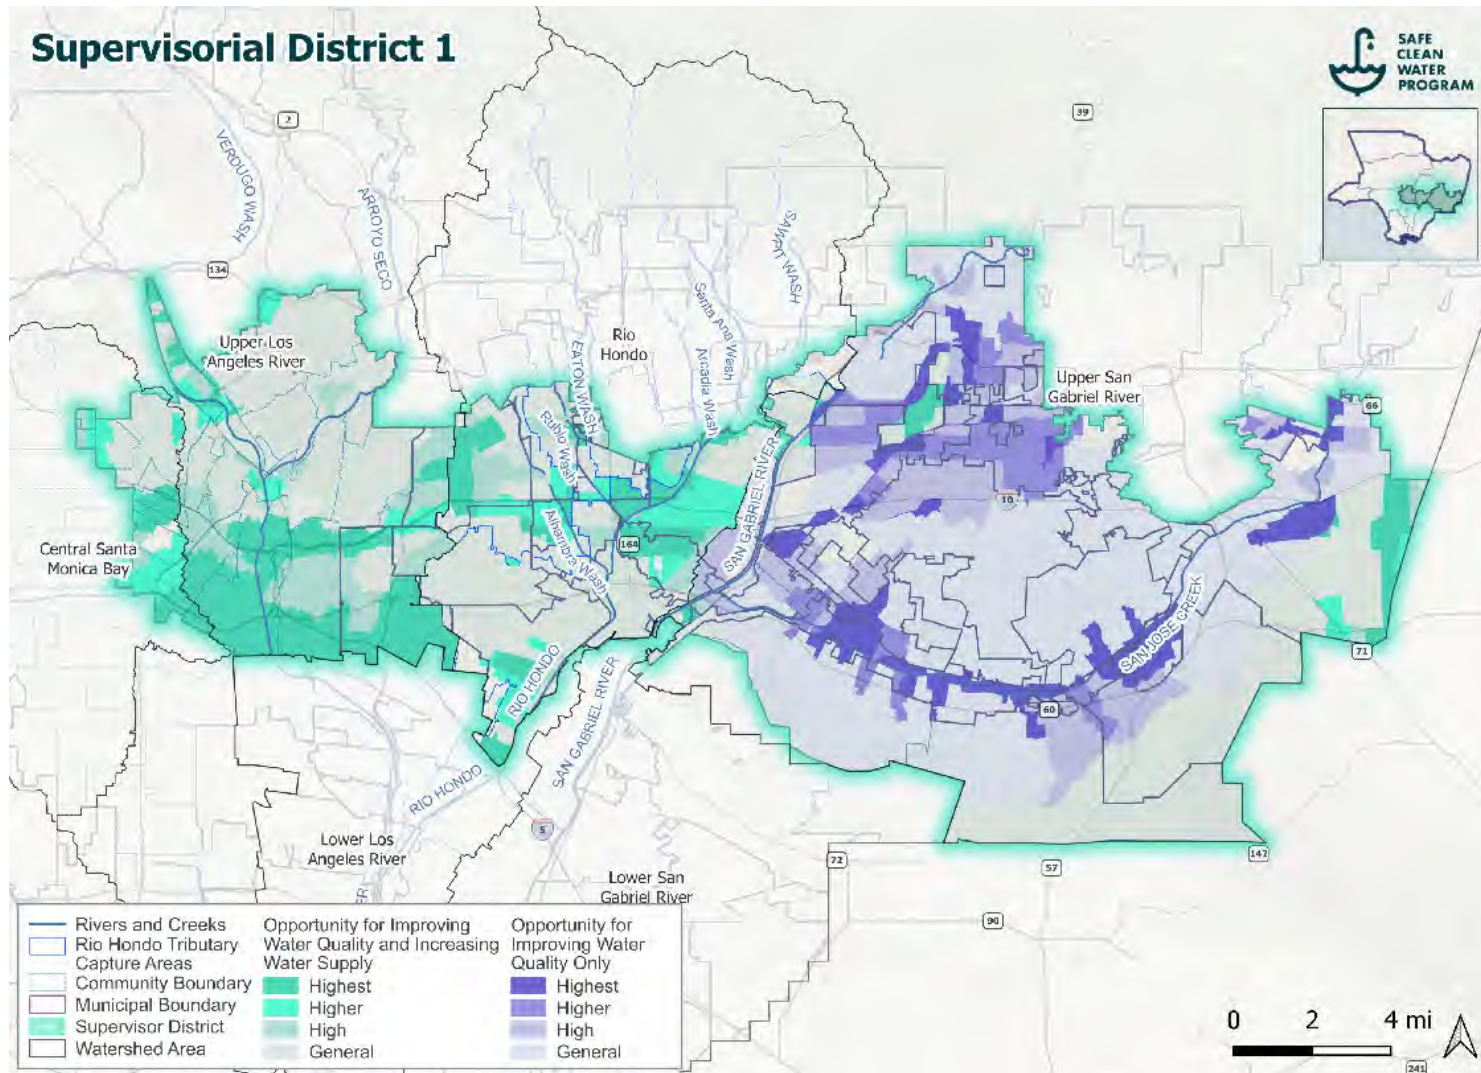 Supervisorial District 1
SAFE
CLEAN
WATER
PROGRAM
2
39
VERDUGO WASH
ARROYO SECO
SAWPIT WASH
134
Santa Ana Wash
Upper Los
Angeles River
Rio
Hondo
EATON WASH
Arcadia Wash
Upper San
Gabriel River
66
Rubio Wash
SAN GABRIEL RIVER
10
Central Santa
Monica Bay
Alhambra Wash
164
SAN JOSE CREEK
71
RIO HONDO
SAN GABRIEL RIVER
60
RIO HONDO
5
Lower Los
Angeles River
72
57
142
Lower San
Gabriel River
90
ER
Rivers and Creeks
Rio Hondo Tributary
Capture Areas
Community Boundary
Municipal Boundary
Supervisor District
Watershed Area
Opportunity for Improving
Water Quality and Increasing
Water Supply
Highest
Higher
High
General
Opportunity for
Improving Water
Quality Only
Highest
Higher
High
General
0 2 4 mi
241